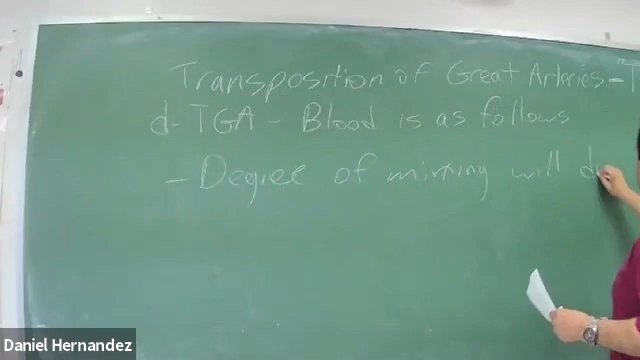 Transposition of Great Arteries - T
d-TGA - Blood is as follows
- Degree of mixing will d
Daniel Hernandez